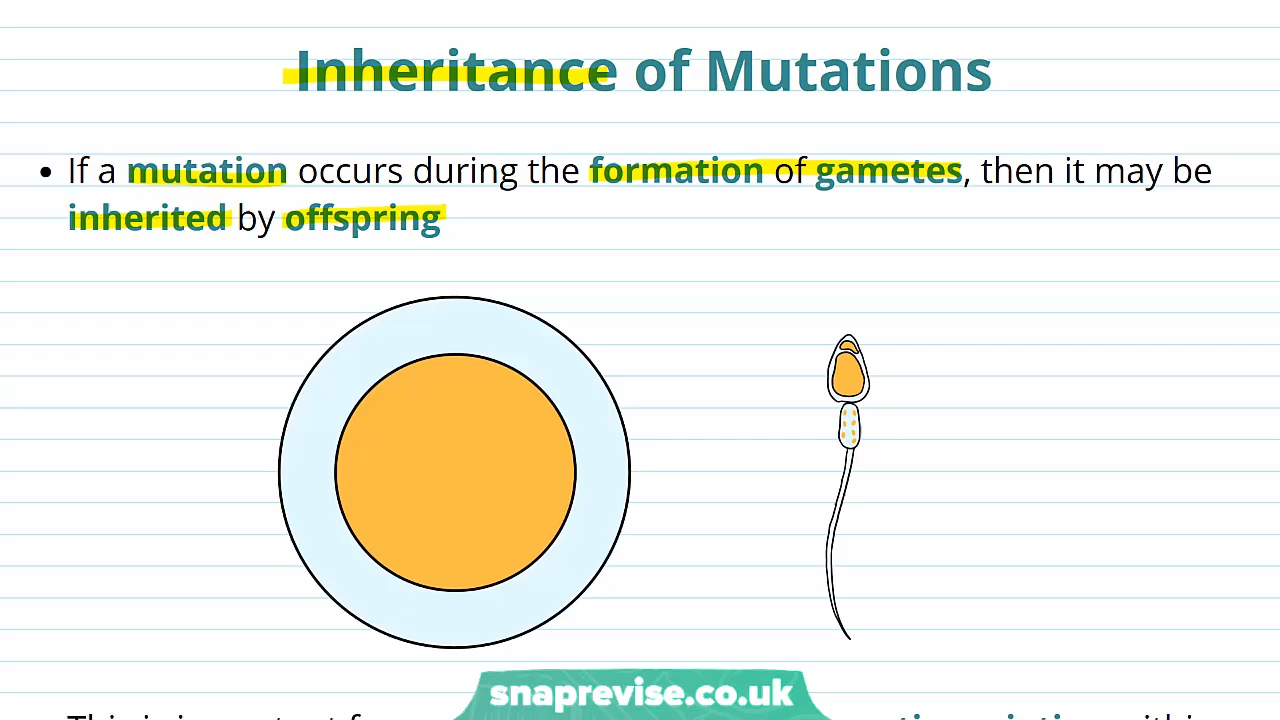 Inheritance of Mutations
• If a mutation occurs during the formation of gametes, then it may be
inherited by offspring
snaprevise.co.uk